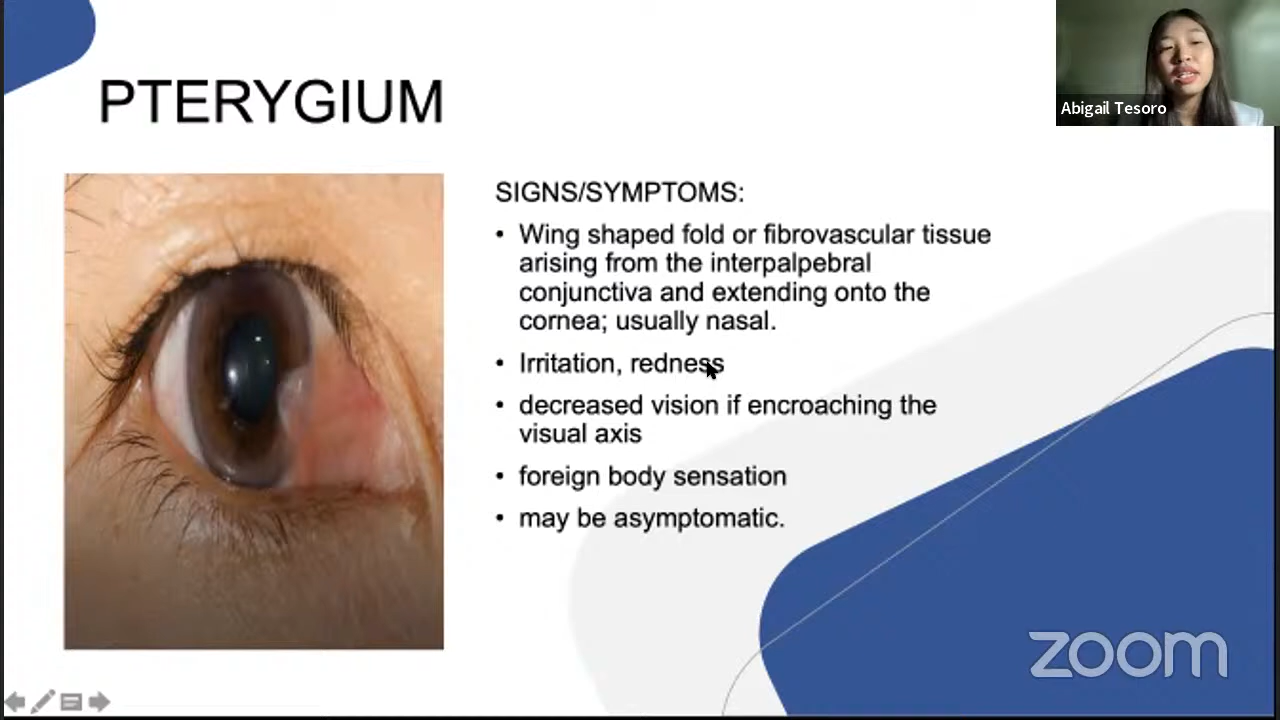 PTERYGIUM
Abigail Tesoro
SIGNS/SYMPTOMS:
• Wing shaped fold or fibrovascular tissue
arising from the interpalpebral
conjunctiva and extending onto the
cornea; usually nasal.
• Irritation, redness
• decreased vision if encroaching the
visual axis
• foreign body sensation
• may be asymptomatic.
zoom